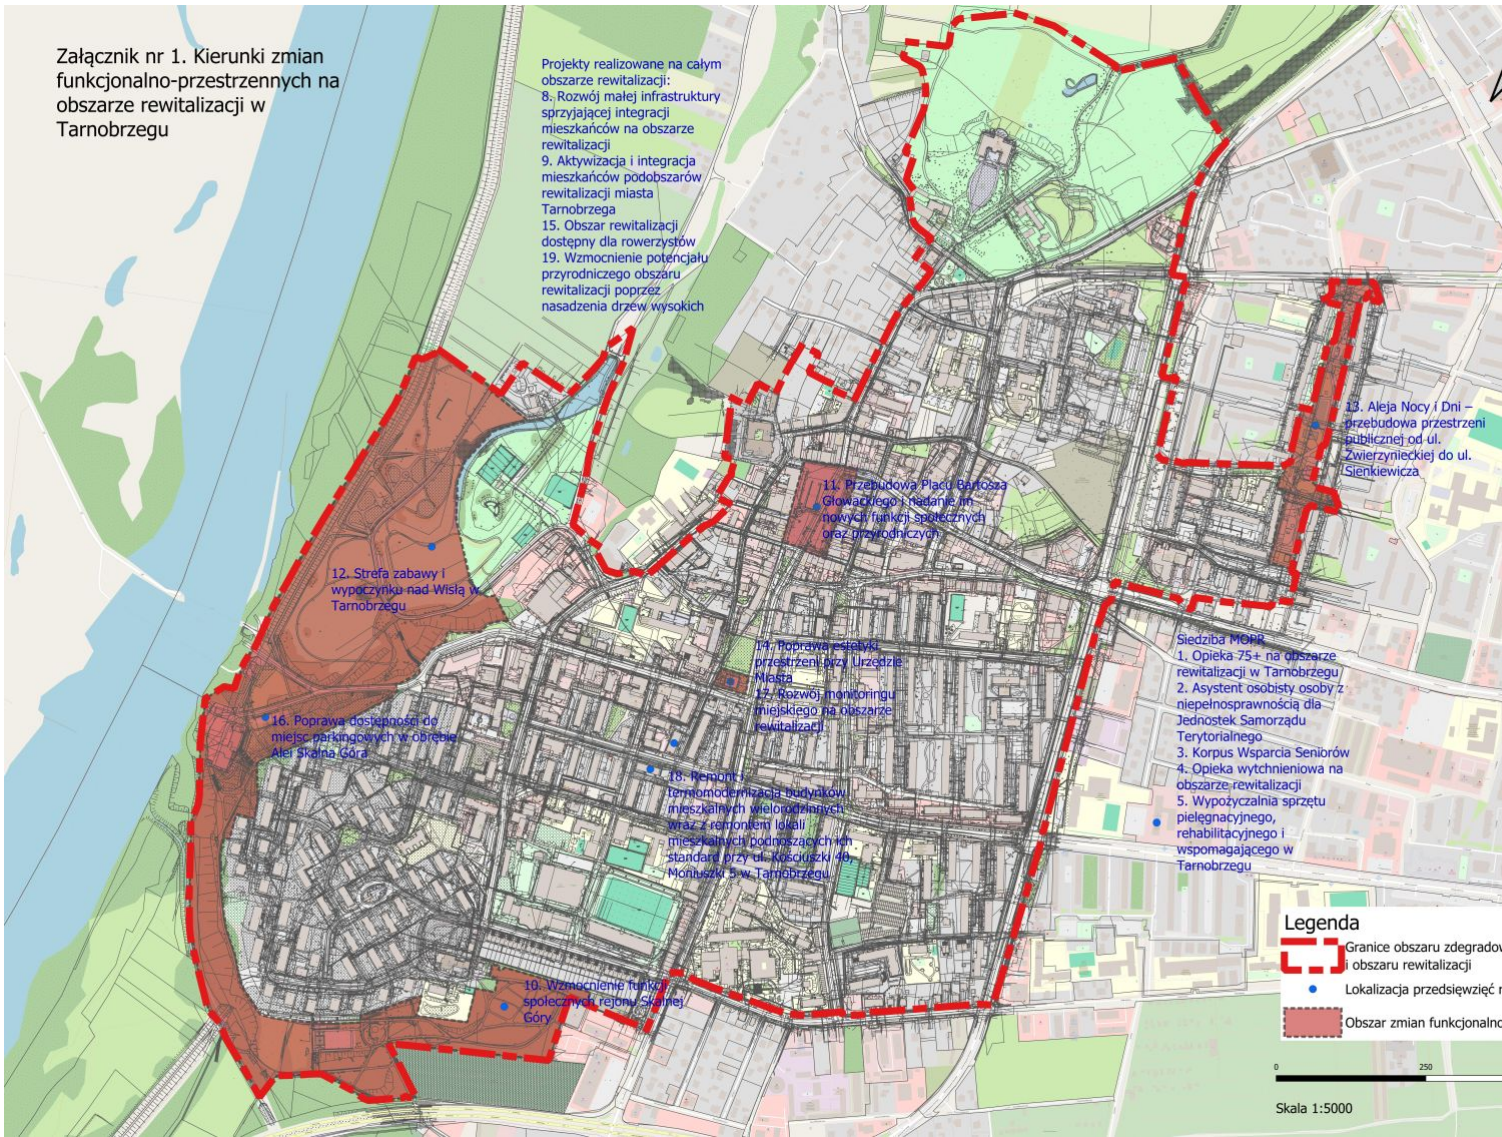 Załącznik nr 1. Kierunki zmian
funkcjonalno-przestrzennych na
obszarze rewitalizacji w
Tarnobrzegu
Projekty realizowane na całym
obszarze rewitalizacji:
8. Rozwój małej infrastruktury
sprzyjającej integracji
mieszkańców na obszarze
rewitalizacji
9. Aktywizacja i integracja
mieszkańców podobszarów
rewitalizacji miasta
Tarnobrzega
15. Obszar rewitalizacji
dostępny dla rowerzystów
19. Wzmocnienie potencjału
przyrodniczego obszaru
rewitalizacji poprzez
nasadzenia drzew wysokich
13. Aleja Nocy i Dni –
przebudowa przestrzeni
publicznej od ul.
Zwierzynieckiej do ul.
Sienkiewicza
11. Przebudowa Placu Bartosza
Głowackiego i nadanie im
nowych funkcji społecznych
oraz przyrodniczych
12. Strefa zabawy i
wypoczynku nad Wisłą w
Tarnobrzegu
14. Poprawa estetyki
przestrzeni przy Urzędzie
Miasta
17. Rozwój monitoringu
miejskiego na obszarze
rewitalizacji
Siedziba MOPR
1. Opieka 75+ na obszarze
rewitalizacji w Tarnobrzegu
2. Asystent osobisty osoby z
niepełnosprawnością dla
Jednostek Samorządu
Terytorialnego
3. Korpus Wsparcia Seniorów
4. Opieka wytchnieniowa na
obszarze rewitalizacji
5. Wypożyczalnia sprzętu
pielęgnacyjnego,
rehabilitacyjnego i
wspomagającego w
Tarnobrzegu
16. Poprawa dostępności do
miejsc parkingowych w obrębie
Alei Skalna Góra
18. Remont i
termomodernizacja budynków
mieszkalnych wielorodzinnych
wraz z remontem lokali
mieszkalnych podnoszących ich
standard przy ul. Kościuszki 40,
Moniuszki 5 w Tarnobrzegu
10. Wzmocnienie funkcji
społecznych rejonu Skalnej
Góry
Legenda
Granice obszaru zdegradow
i obszaru rewitalizacji
Lokalizacja przedsięwzięć r
Obszar zmian funkcjonalno
0 250
Skala 1:5000